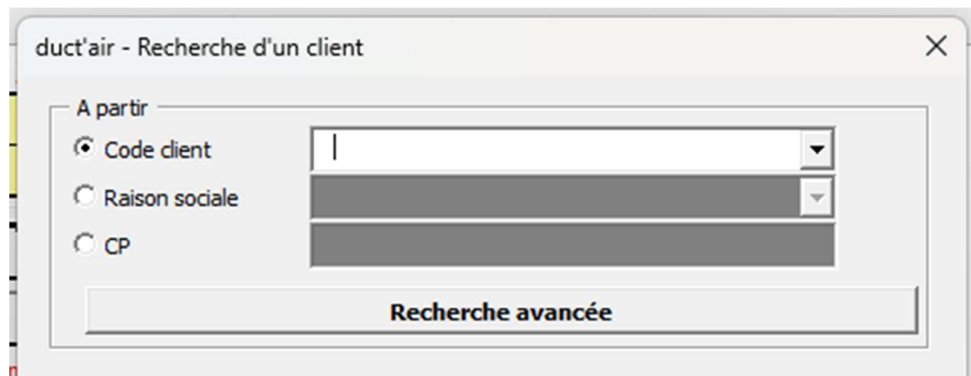 duct'air - Recherche d'un client
A partir
Code client
Raison sociale
CP
Recherche avancée